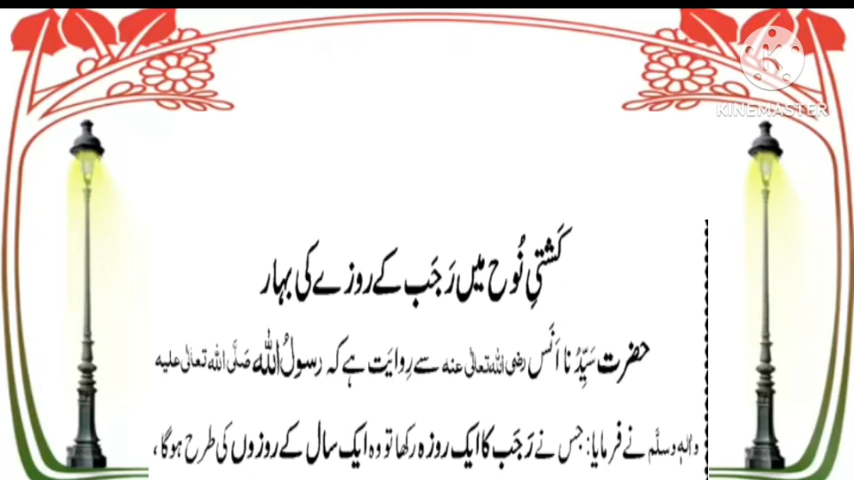 KINEMASTER
کَشتیِ نُوح میں رَجَب کے روزے کی بہار
حضرت سَیِّدُنا اَنَس رضی اللہ تعالٰی عنہ سے رِوایَت ہے کہ رسولُ اللہ صَلَّی اللہ تعالٰی علیہ
واٰلہٖ وسلَّم نے فرمایا: جس نے رَجَب کا ایک روزہ رکھا تو وہ ایک سال کے روزوں کی طرح ہوگا،